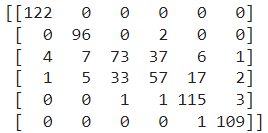 [[122   0   0   0   0   0]
 [  0  96   0   2   0   0]
 [  4   7  73  37   6   1]
 [  1   5  33  57  17   2]
 [  0   0   1   1 115   3]
 [  0   0   0   0   1 109]]